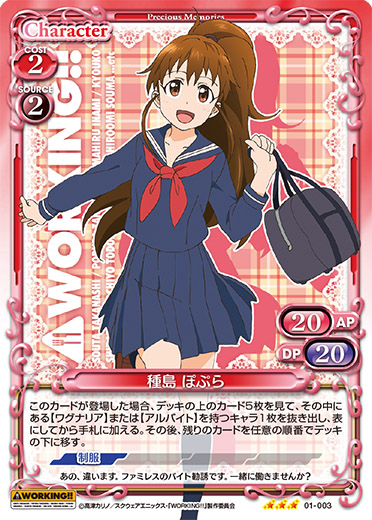 Precious Memories
Character
COST
2
SOURCE
2
WORKING!!
20 AP
DP 20
種島 ぽぷら
このカードが登場した場合、デッキの上のカード5枚を見て、その中に
ある【ワグナリア】または【アルバイト】を持つキャラ1枚を抜き出し、表
にしてから手札に加える。その後、残りのカードを任意の順番でデッキ
の下に移す。
制服
あの、違います。ファミレスのバイト勧誘です。一緒に働きませんか?
WORKING!!
©高津カリノ/スクウェアエニックス・「WORKING!!」製作委員会
01-003